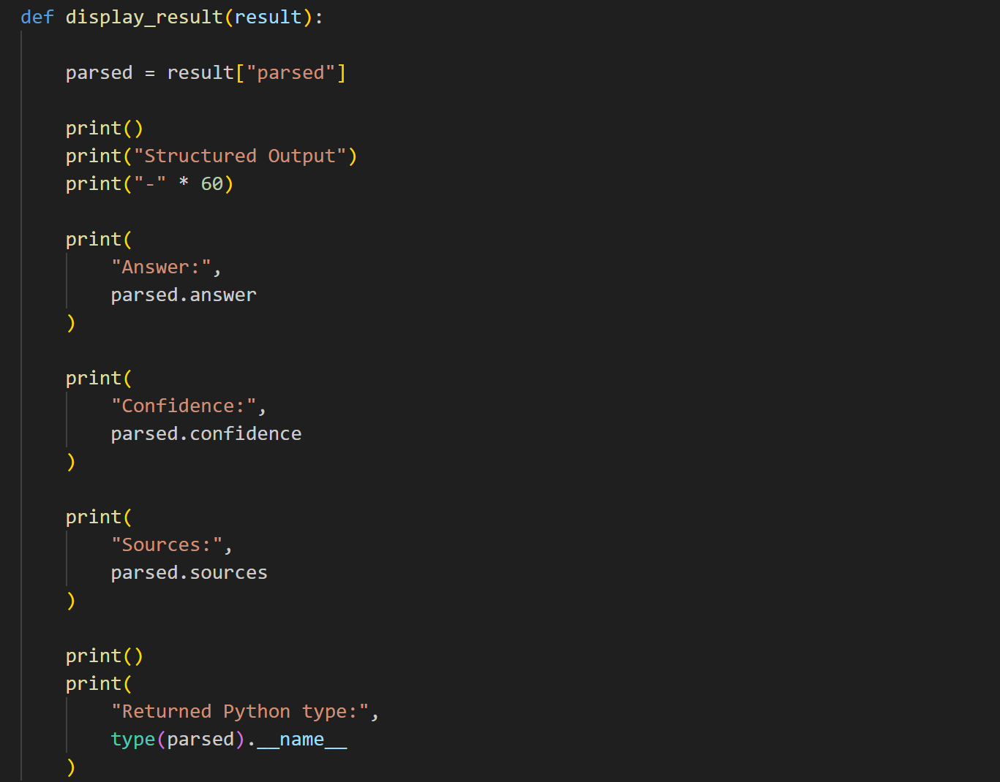 def display_result(result):

    parsed = result["parsed"]

    print()
    print("Structured Output")
    print("-" * 60)

    print(
        "Answer:",
        parsed.answer
    )

    print(
        "Confidence:",
        parsed.confidence
    )

    print(
        "Sources:",
        parsed.sources
    )

    print()
    print(
        "Returned Python type:",
        type(parsed).__name__
    )